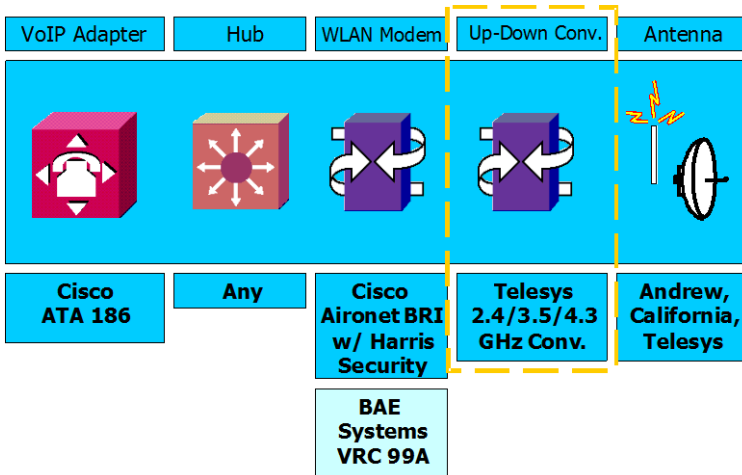 VoIP Adapter
Hub
WLAN Modem
Up-Down Conv.
Antenna
Cisco
ATA 186
Any
Cisco
Aironet BRI
w/ Harris
Security
Telesys
2.4/3.5/4.3
GHz Conv.
Andrew,
California,
Telesys
BAE
Systems
VRC 99A